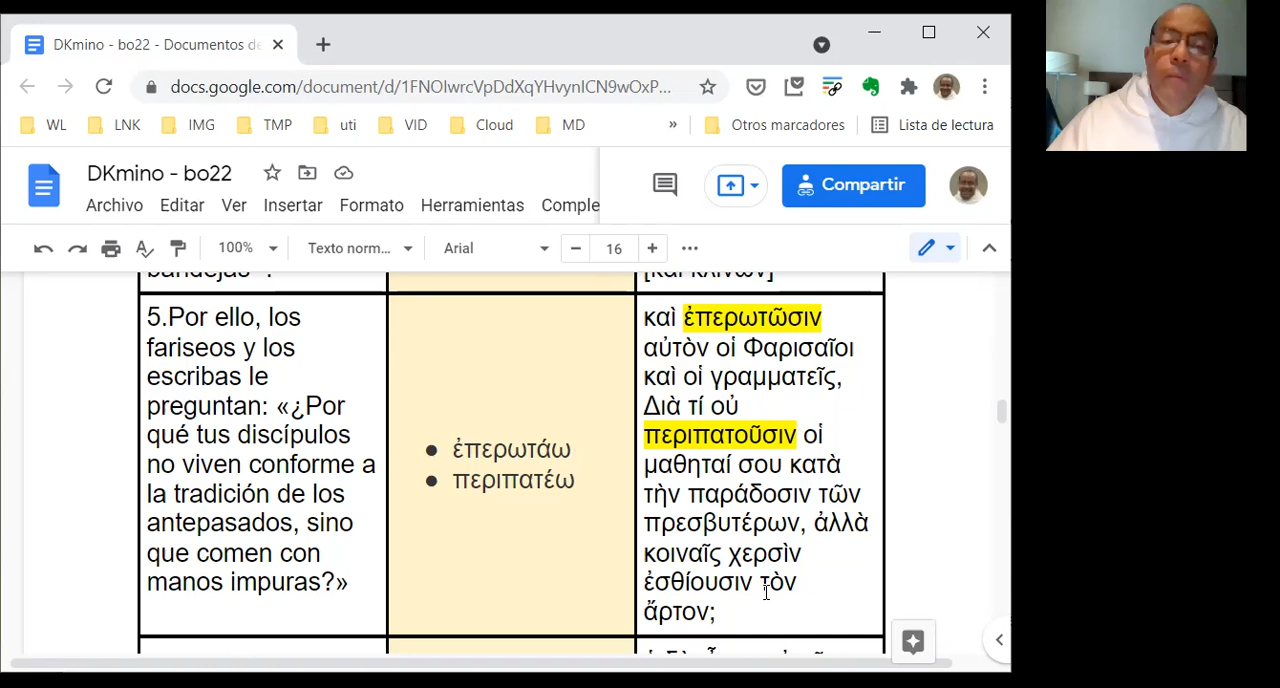 DKmino - bo22 - Documentos de
docs.google.com/document/d/1FNOlwrcVpDdXqYHvynICN9wOxP...
WL LNK IMG TMP uti VID Cloud MD » Otros marcadores Lista de lectura
DKmino - bo22
Compartir
Archivo Editar Ver Insertar Formato Herramientas Comple
100% Texto norm... Arial 16
5.Por ello, los
fariseos y los
escribas le
preguntan: «¿Por
qué tus discípulos
no viven conforme a
la tradición de los
antepasados, sino
que comen con
manos impuras?»
ἐπερωτάω
περιπατέω
[καὶ κλινῶν]
καὶ ἐπερωτῶσιν
αὐτὸν οἱ Φαρισαῖοι
καὶ οἱ γραμματεῖς,
Διὰ τί οὐ
περιπατοῦσιν οἱ
μαθηταί σου κατὰ
τὴν παράδοσιν τῶν
πρεσβυτέρων, ἀλλὰ
κοιναῖς χερσὶν
ἐσθίουσιν τὸν
ἄρτον;